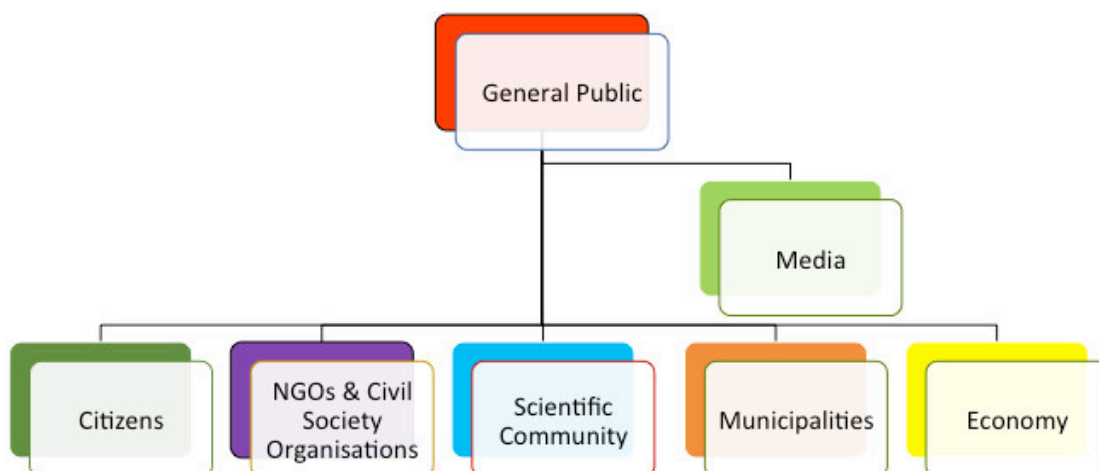 General Public
Media
Citizens
NGOs & Civil
Society
Organisations
Scientific
Community
Municipalities
Economy